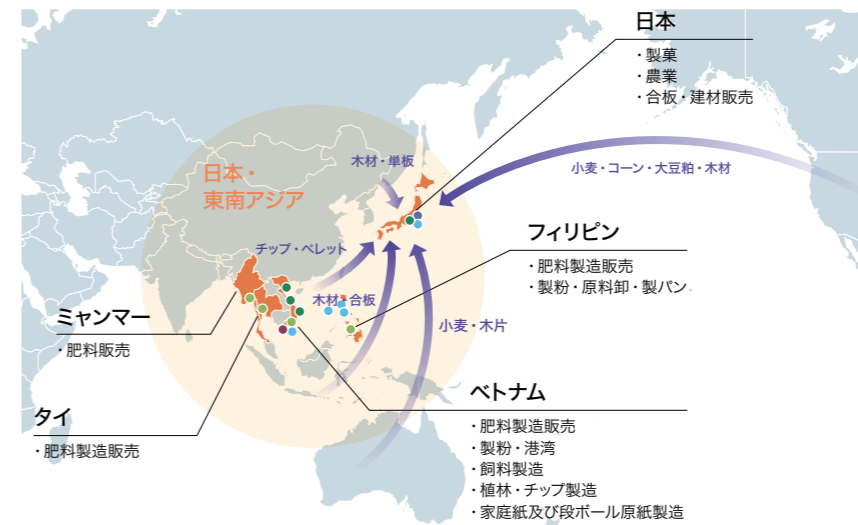 日本
・製菓
・農業
・合板・建材販売
木材・単板
小麦・コーン・大豆粕・木材
日本・
東南アジア
チップ・ペレット
フィリピン
・肥料製造販売
・製粉・原料卸・製パン
木材・合板
小麦・木片
ミャンマー
・肥料販売
タイ
・肥料製造販売
ベトナム
・肥料製造販売
・製粉・港湾
・飼料製造
・植林・チップ製造
・家庭紙及び段ボール原紙製造